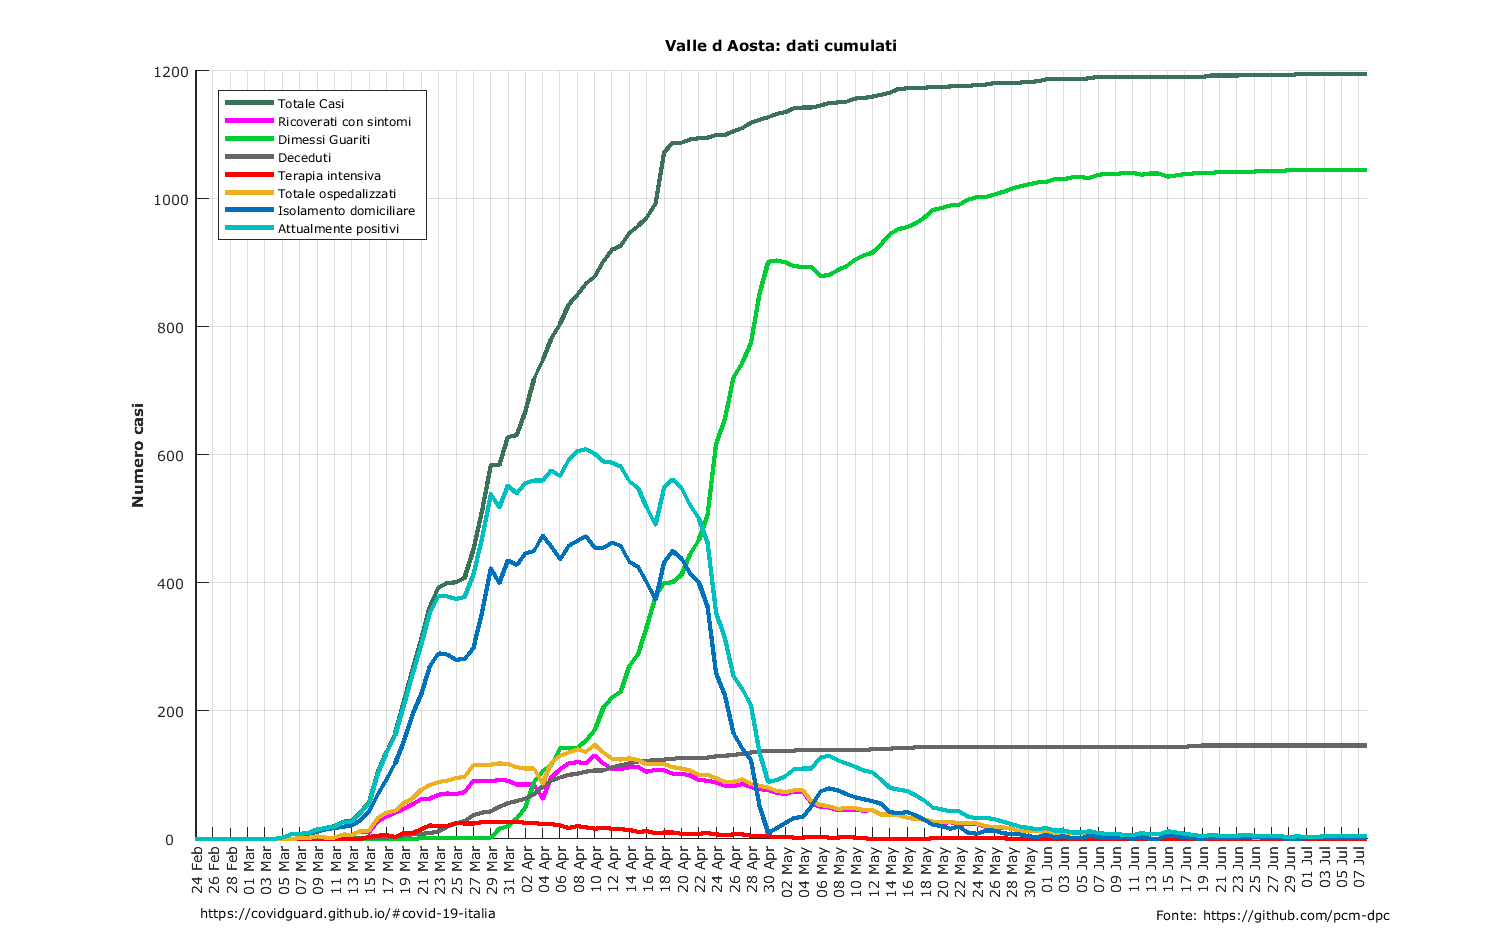 Valle d Aosta: dati cumulati
1200
1000
800
600
400
200
0
Numero casi
Totale Casi
Ricoverati con sintomi
Dimessi Guariti
Deceduti
Terapia intensiva
Totale ospedalizzati
Isolamento domiciliare
Attualmente positivi
24 Feb
26 Feb
28 Feb
01 Mar
03 Mar
05 Mar
07 Mar
09 Mar
11 Mar
13 Mar
15 Mar
17 Mar
19 Mar
21 Mar
23 Mar
25 Mar
27 Mar
29 Mar
31 Mar
02 Apr
04 Apr
06 Apr
08 Apr
10 Apr
12 Apr
14 Apr
16 Apr
18 Apr
20 Apr
22 Apr
24 Apr
26 Apr
28 Apr
30 Apr
02 May
04 May
06 May
08 May
10 May
12 May
14 May
16 May
18 May
20 May
22 May
24 May
26 May
28 May
30 May
01 Jun
03 Jun
05 Jun
07 Jun
09 Jun
11 Jun
13 Jun
15 Jun
17 Jun
19 Jun
21 Jun
23 Jun
25 Jun
27 Jun
29 Jun
01 Jul
03 Jul
05 Jul
07 Jul
https://covidguard.github.io/#covid-19-italia
Fonte: https://github.com/pcm-dpc